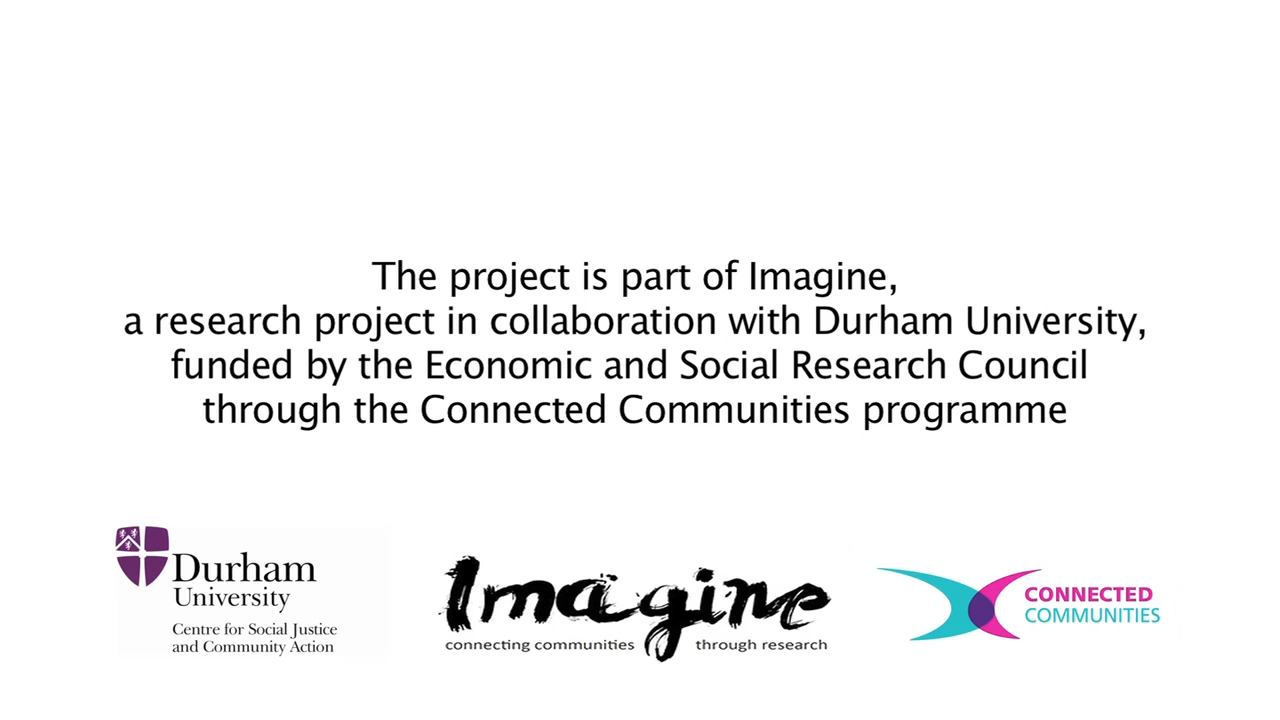 The project is part of Imagine,
a research project in collaboration with Durham University,
funded by the Economic and Social Research Council
through the Connected Communities programme
Durham
University
Centre for Social Justice
and Community Action
Imagine
connecting communities through research
CONNECTED
COMMUNITIES